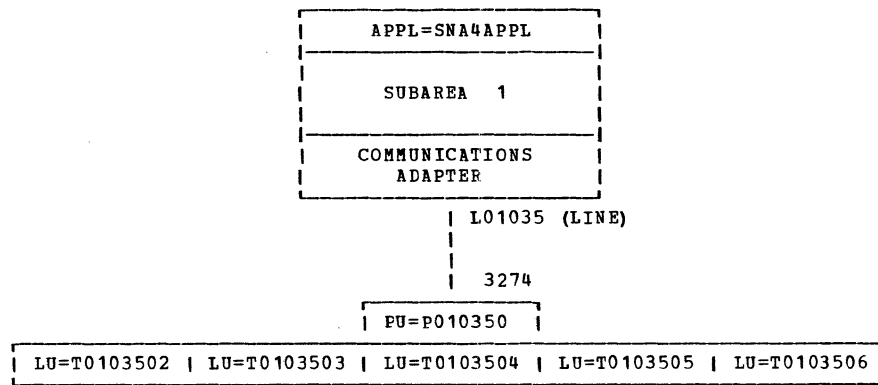 APPL=SNA4APPL
SUBAREA 1
COMMUNICATIONS
ADAPTER
L01035 (LINE)
3274
PU=P010350
LU=T0103502 | LU=T0103503 | LU=T0103504 | LU=T0103505 | LU=T0103506